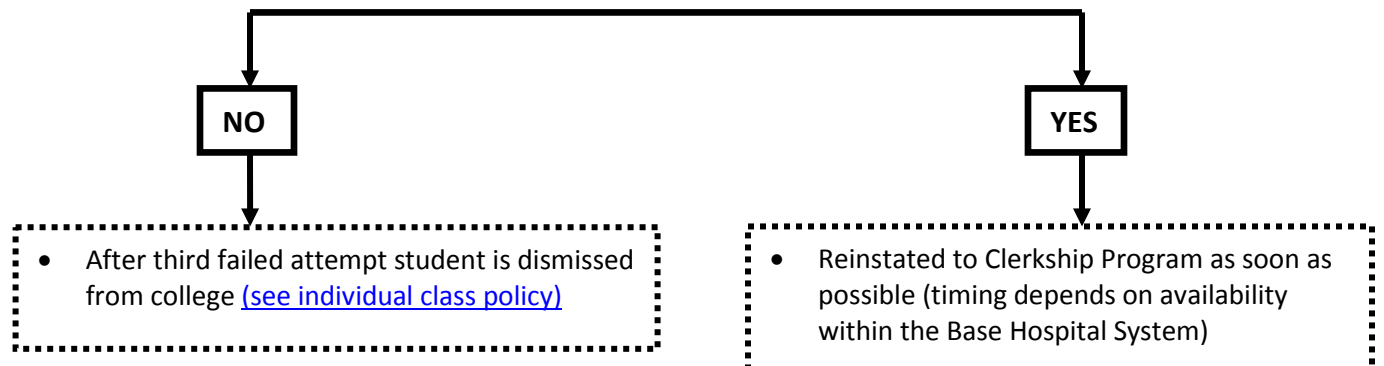 NO
YES
• After third failed attempt student is dismissed
from college (see individual class policy)
• Reinstated to Clerkship Program as soon as
possible (timing depends on availability
within the Base Hospital System)